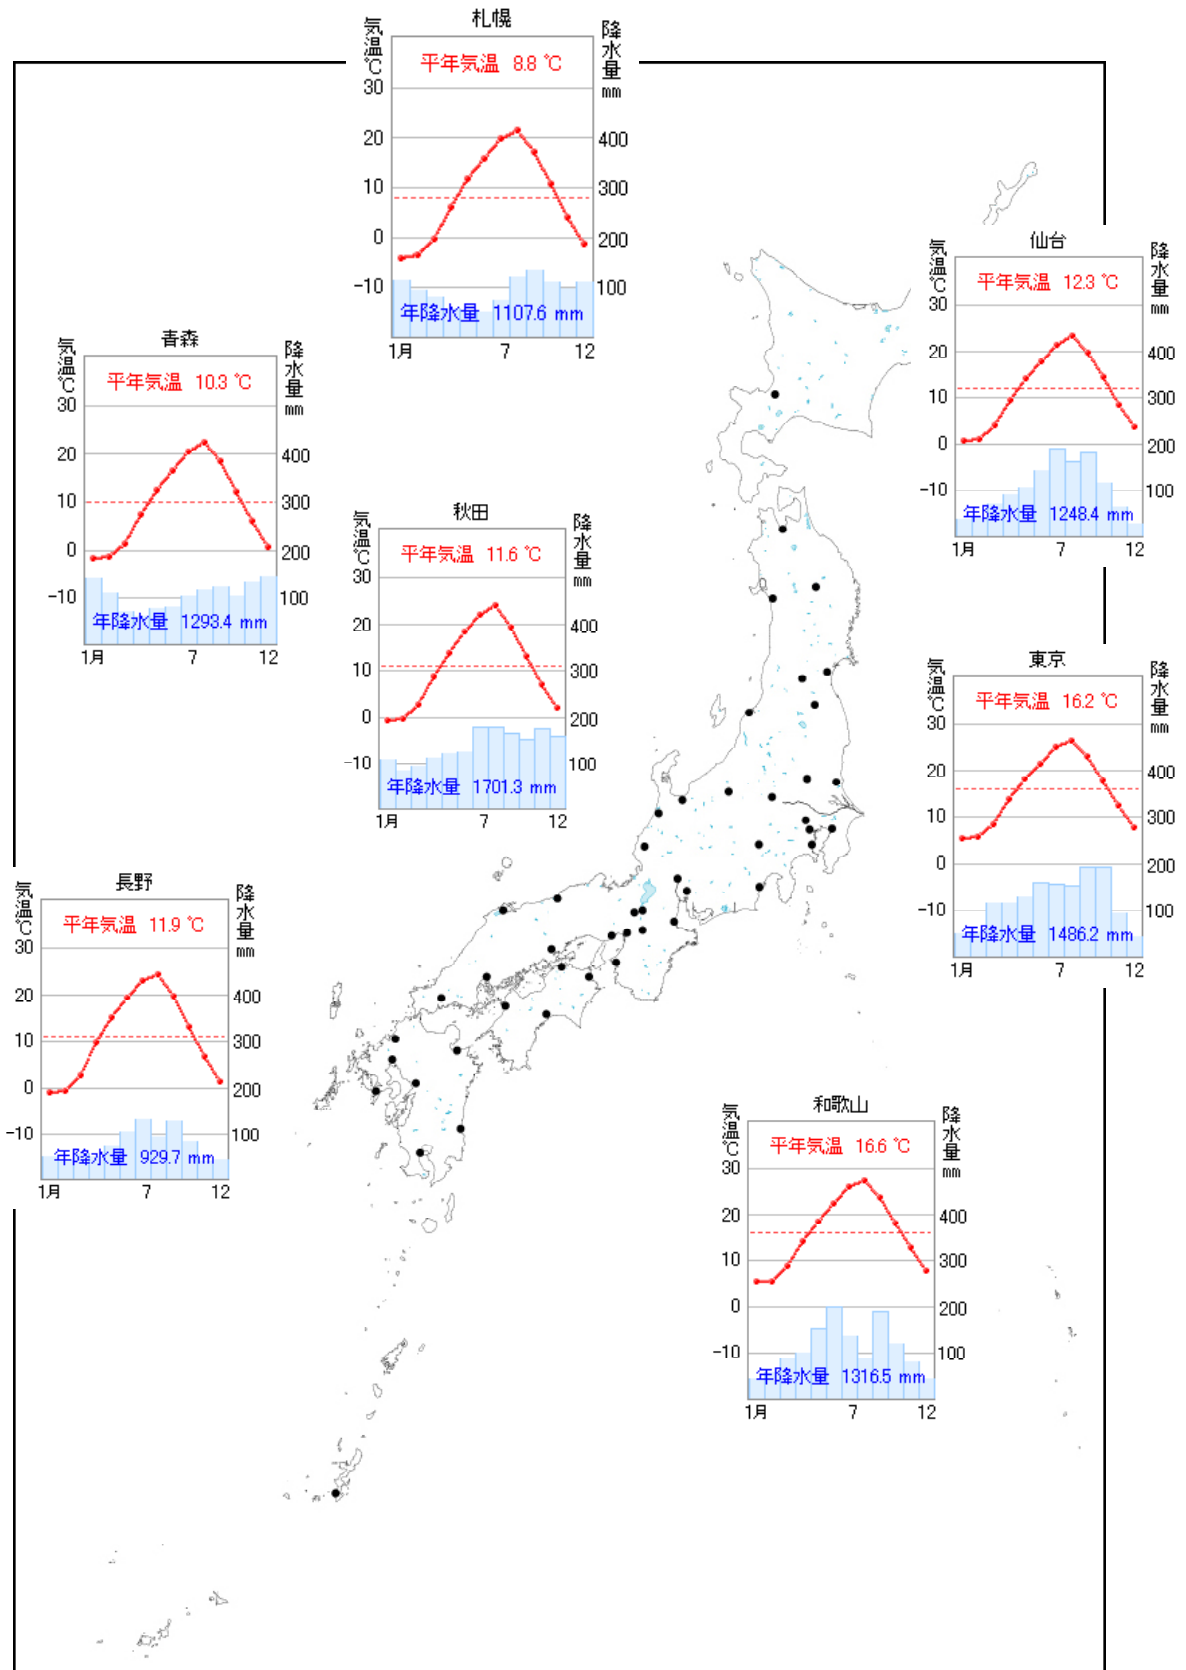 札幌
気温℃
降水量mm
平年気温 8.8 ℃
30
20
10
0
-10
400
300
200
100
年降水量 1107.6 mm
1月 7 12
仙台
気温℃
降水量mm
平年気温 12.3 ℃
30
20
10
0
-10
400
300
200
100
年降水量 1248.4 mm
1月 7 12
青森
気温℃
降水量mm
平年気温 10.3 ℃
30
20
10
0
-10
400
300
200
100
年降水量 1293.4 mm
1月 7 12
秋田
気温℃
降水量mm
平年気温 11.6 ℃
30
20
10
0
-10
400
300
200
100
年降水量 1701.3 mm
1月 7 12
東京
気温℃
降水量mm
平年気温 16.2 ℃
30
20
10
0
-10
400
300
200
100
年降水量 1486.2 mm
1月 7 12
長野
気温℃
降水量mm
平年気温 11.9 ℃
30
20
10
0
-10
400
300
200
100
年降水量 929.7 mm
1月 7 12
和歌山
気温℃
降水量mm
平年気温 16.6 ℃
30
20
10
0
-10
400
300
200
100
年降水量 1316.5 mm
1月 7 12